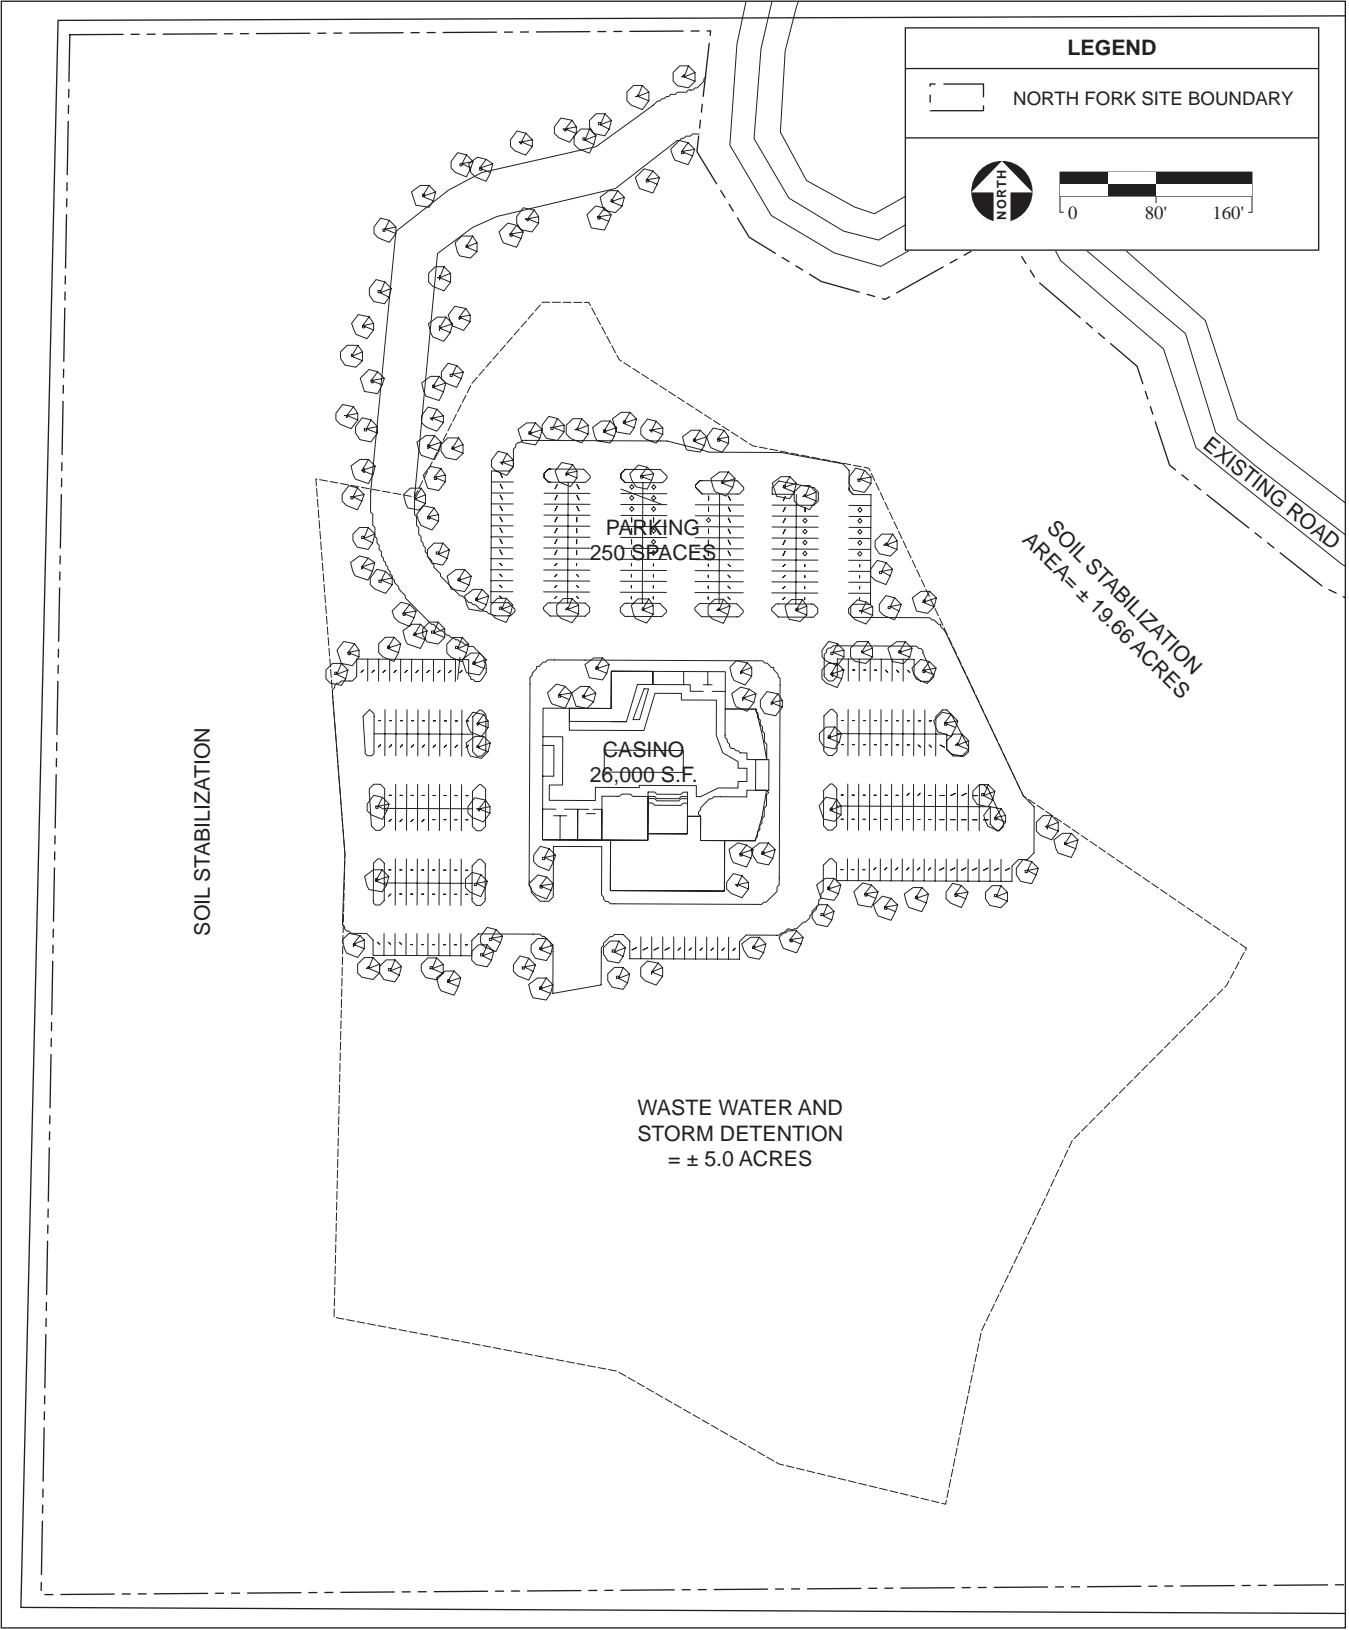 LEGEND
NORTH FORK SITE BOUNDARY
NORTH
0 80' 160'
EXISTING ROAD
PARKING
250 SPACES
SOIL STABILIZATION
AREA= ± 19.66 ACRES
CASINO
26,000 S.F.
SOIL STABILIZATION
WASTE WATER AND
STORM DETENTION
= ± 5.0 ACRES